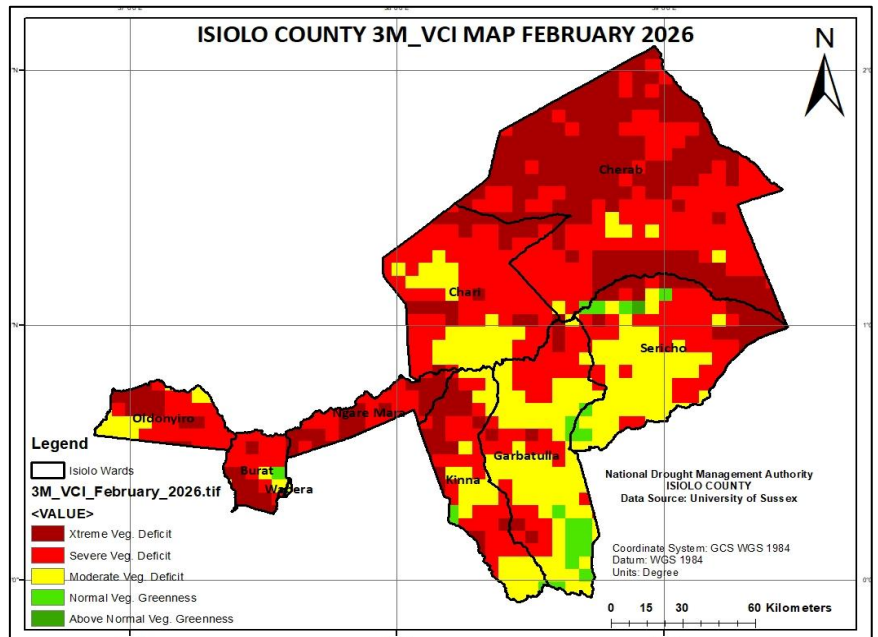 ISIOLO COUNTY 3M_VCI MAP FEBRUARY 2026
N
2°0
Cherab
Chari
Sericho
Oldonyiro
Ngare Mara
Burat
Wabera
Kinna
Garbatulla
Legend
Isiolo Wards
3M_VCI_February_2026.tif
<VALUE>
Xtreme Veg. Deficit
Severe Veg. Deficit
Moderate Veg. Deficit
Normal Veg. Greenness
Above Normal Veg. Greenness
National Drought Management Authority
ISIOLO COUNTY
Data Source: University of Sussex
Coordinate System: GCS WGS 1984
Datum: WGS 1984
Units: Degree
0 15 30 60 Kilometers